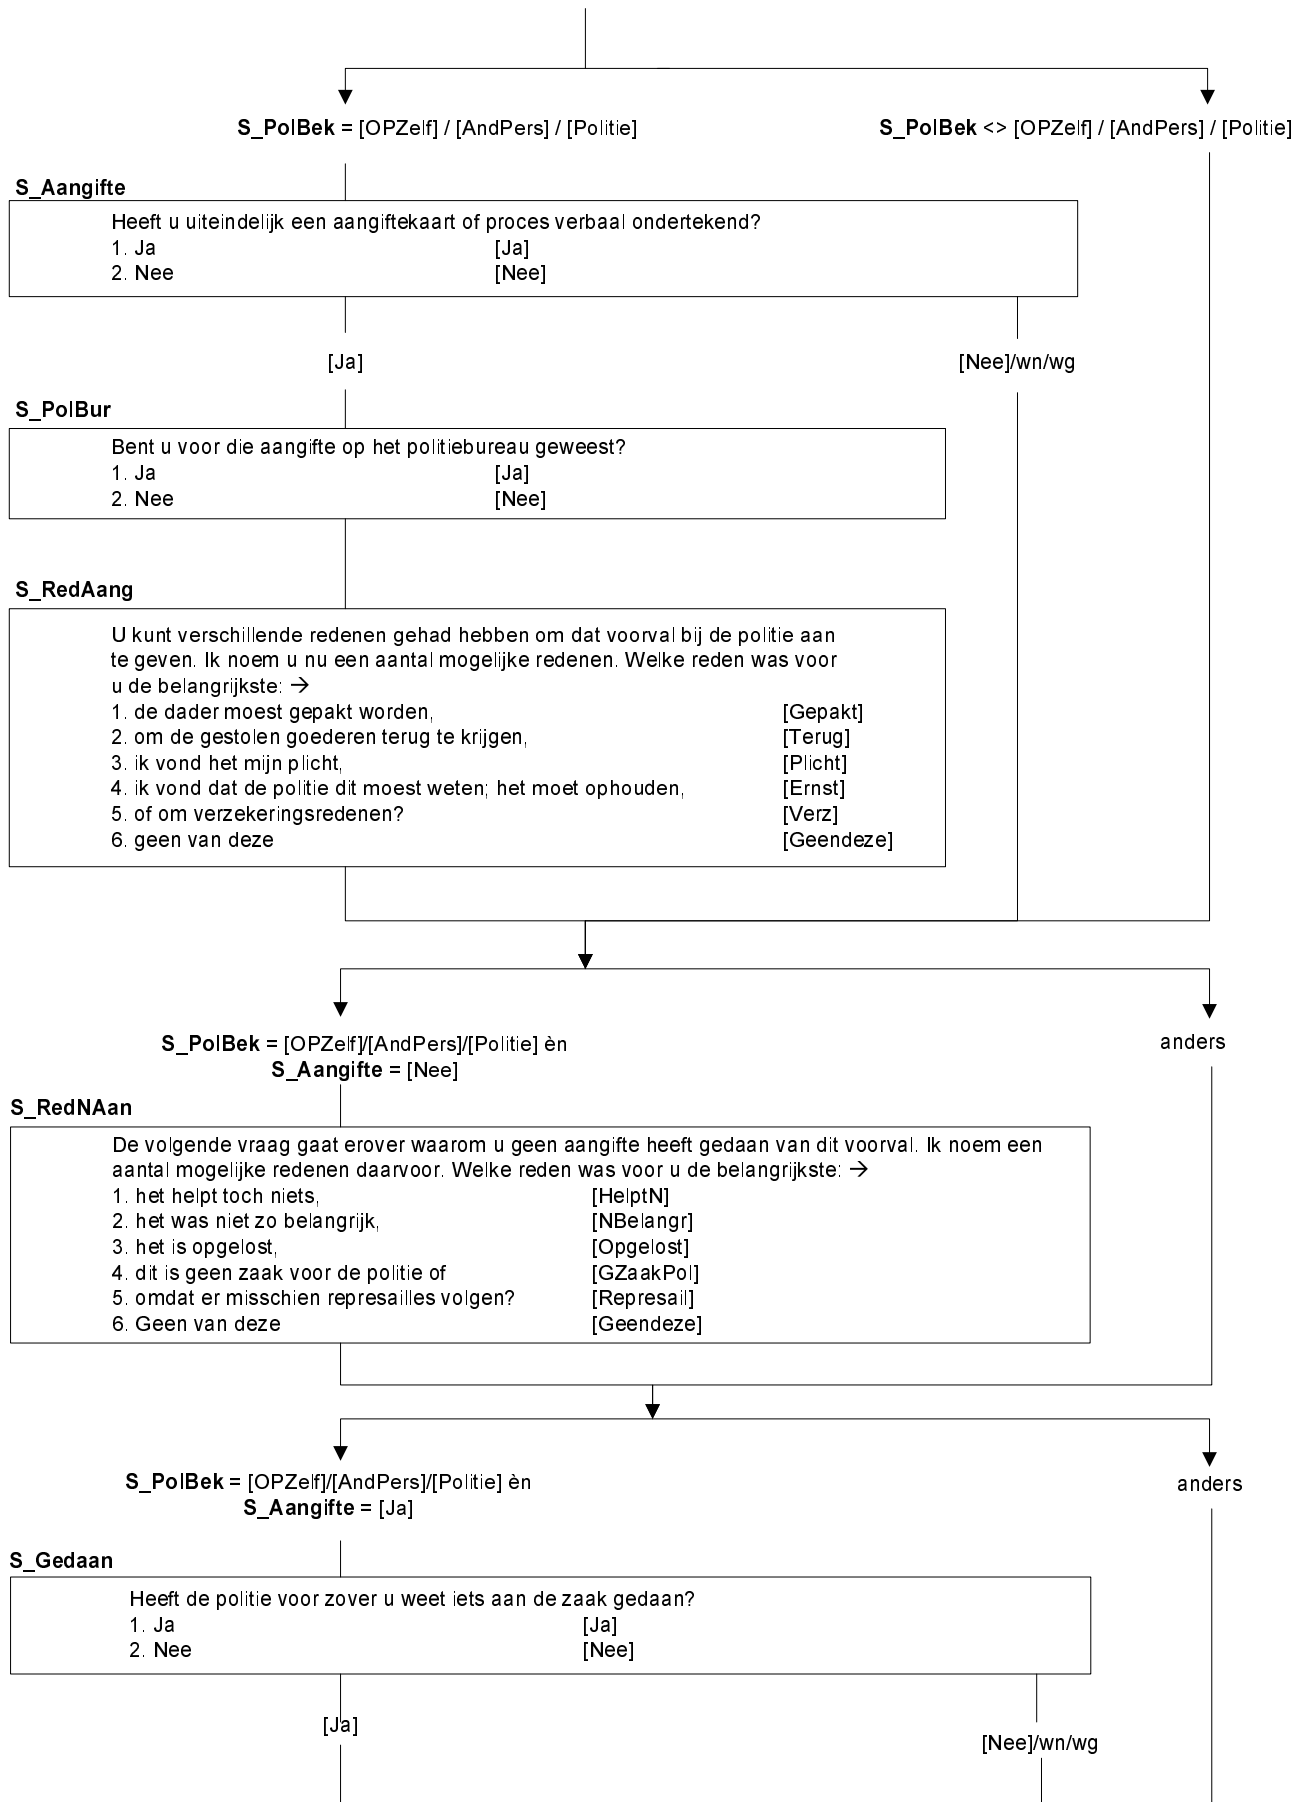 S_PolBek = [OPZelf] / [AndPers] / [Politie]
S_PolBek <> [OPZelf] / [AndPers] / [Politie]
S_Aangifte
Heeft u uiteindelijk een aangiftekaart of proces verbaal ondertekend?
1. Ja [Ja]
2. Nee [Nee]
[Ja]
[Nee]/wn/wg
S_PolBur
Bent u voor die aangifte op het politiebureau geweest?
1. Ja [Ja]
2. Nee [Nee]
S_RedAang
U kunt verschillende redenen gehad hebben om dat voorval bij de politie aan
te geven. Ik noem u nu een aantal mogelijke redenen. Welke reden was voor
u de belangrijkste: →
1. de dader moest gepakt worden, [Gepakt]
2. om de gestolen goederen terug te krijgen, [Terug]
3. ik vond het mijn plicht, [Plicht]
4. ik vond dat de politie dit moest weten; het moet ophouden, [Ernst]
5. of om verzekeringsredenen? [Verz]
6. geen van deze [Geendeze]
S_PolBek = [OPZelf]/[AndPers]/[Politie] èn
S_Aangifte = [Nee]
anders
S_RedNAan
De volgende vraag gaat erover waarom u geen aangifte heeft gedaan van dit voorval. Ik noem een
aantal mogelijke redenen daarvoor. Welke reden was voor u de belangrijkste: →
1. het helpt toch niets, [HelptN]
2. het was niet zo belangrijk, [NBelangr]
3. het is opgelost, [Opgelost]
4. dit is geen zaak voor de politie of [GZaakPol]
5. omdat er misschien represailles volgen? [Represail]
6. Geen van deze [Geendeze]
S_PolBek = [OPZelf]/[AndPers]/[Politie] èn
S_Aangifte = [Ja]
anders
S_Gedaan
Heeft de politie voor zover u weet iets aan de zaak gedaan?
1. Ja [Ja]
2. Nee [Nee]
[Ja]
[Nee]/wn/wg